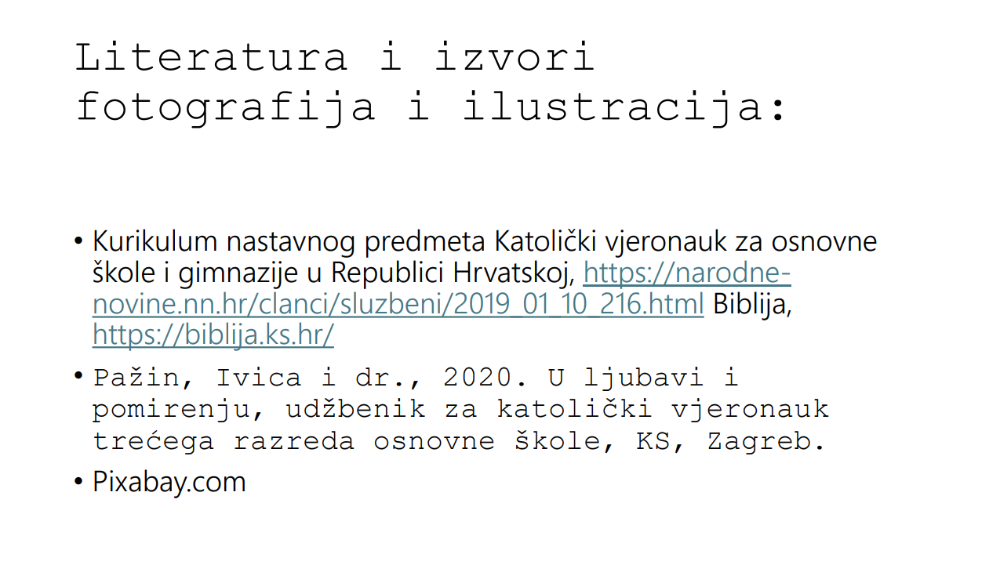 Literatura i izvori
fotografija i ilustracija:
• Kurikulum nastavnog predmeta Katolički vjeronauk za osnovne
škole i gimnazije u Republici Hrvatskoj, https://narodne-
novine.nn.hr/clanci/sluzbeni/2019_01_10_216.html Biblija,
https://biblija.ks.hr/
• Pažin, Ivica i dr., 2020. U ljubavi i
pomirenju, udžbenik za katolički vjeronauk
trećega razreda osnovne škole, KS, Zagreb.
• Pixabay.com